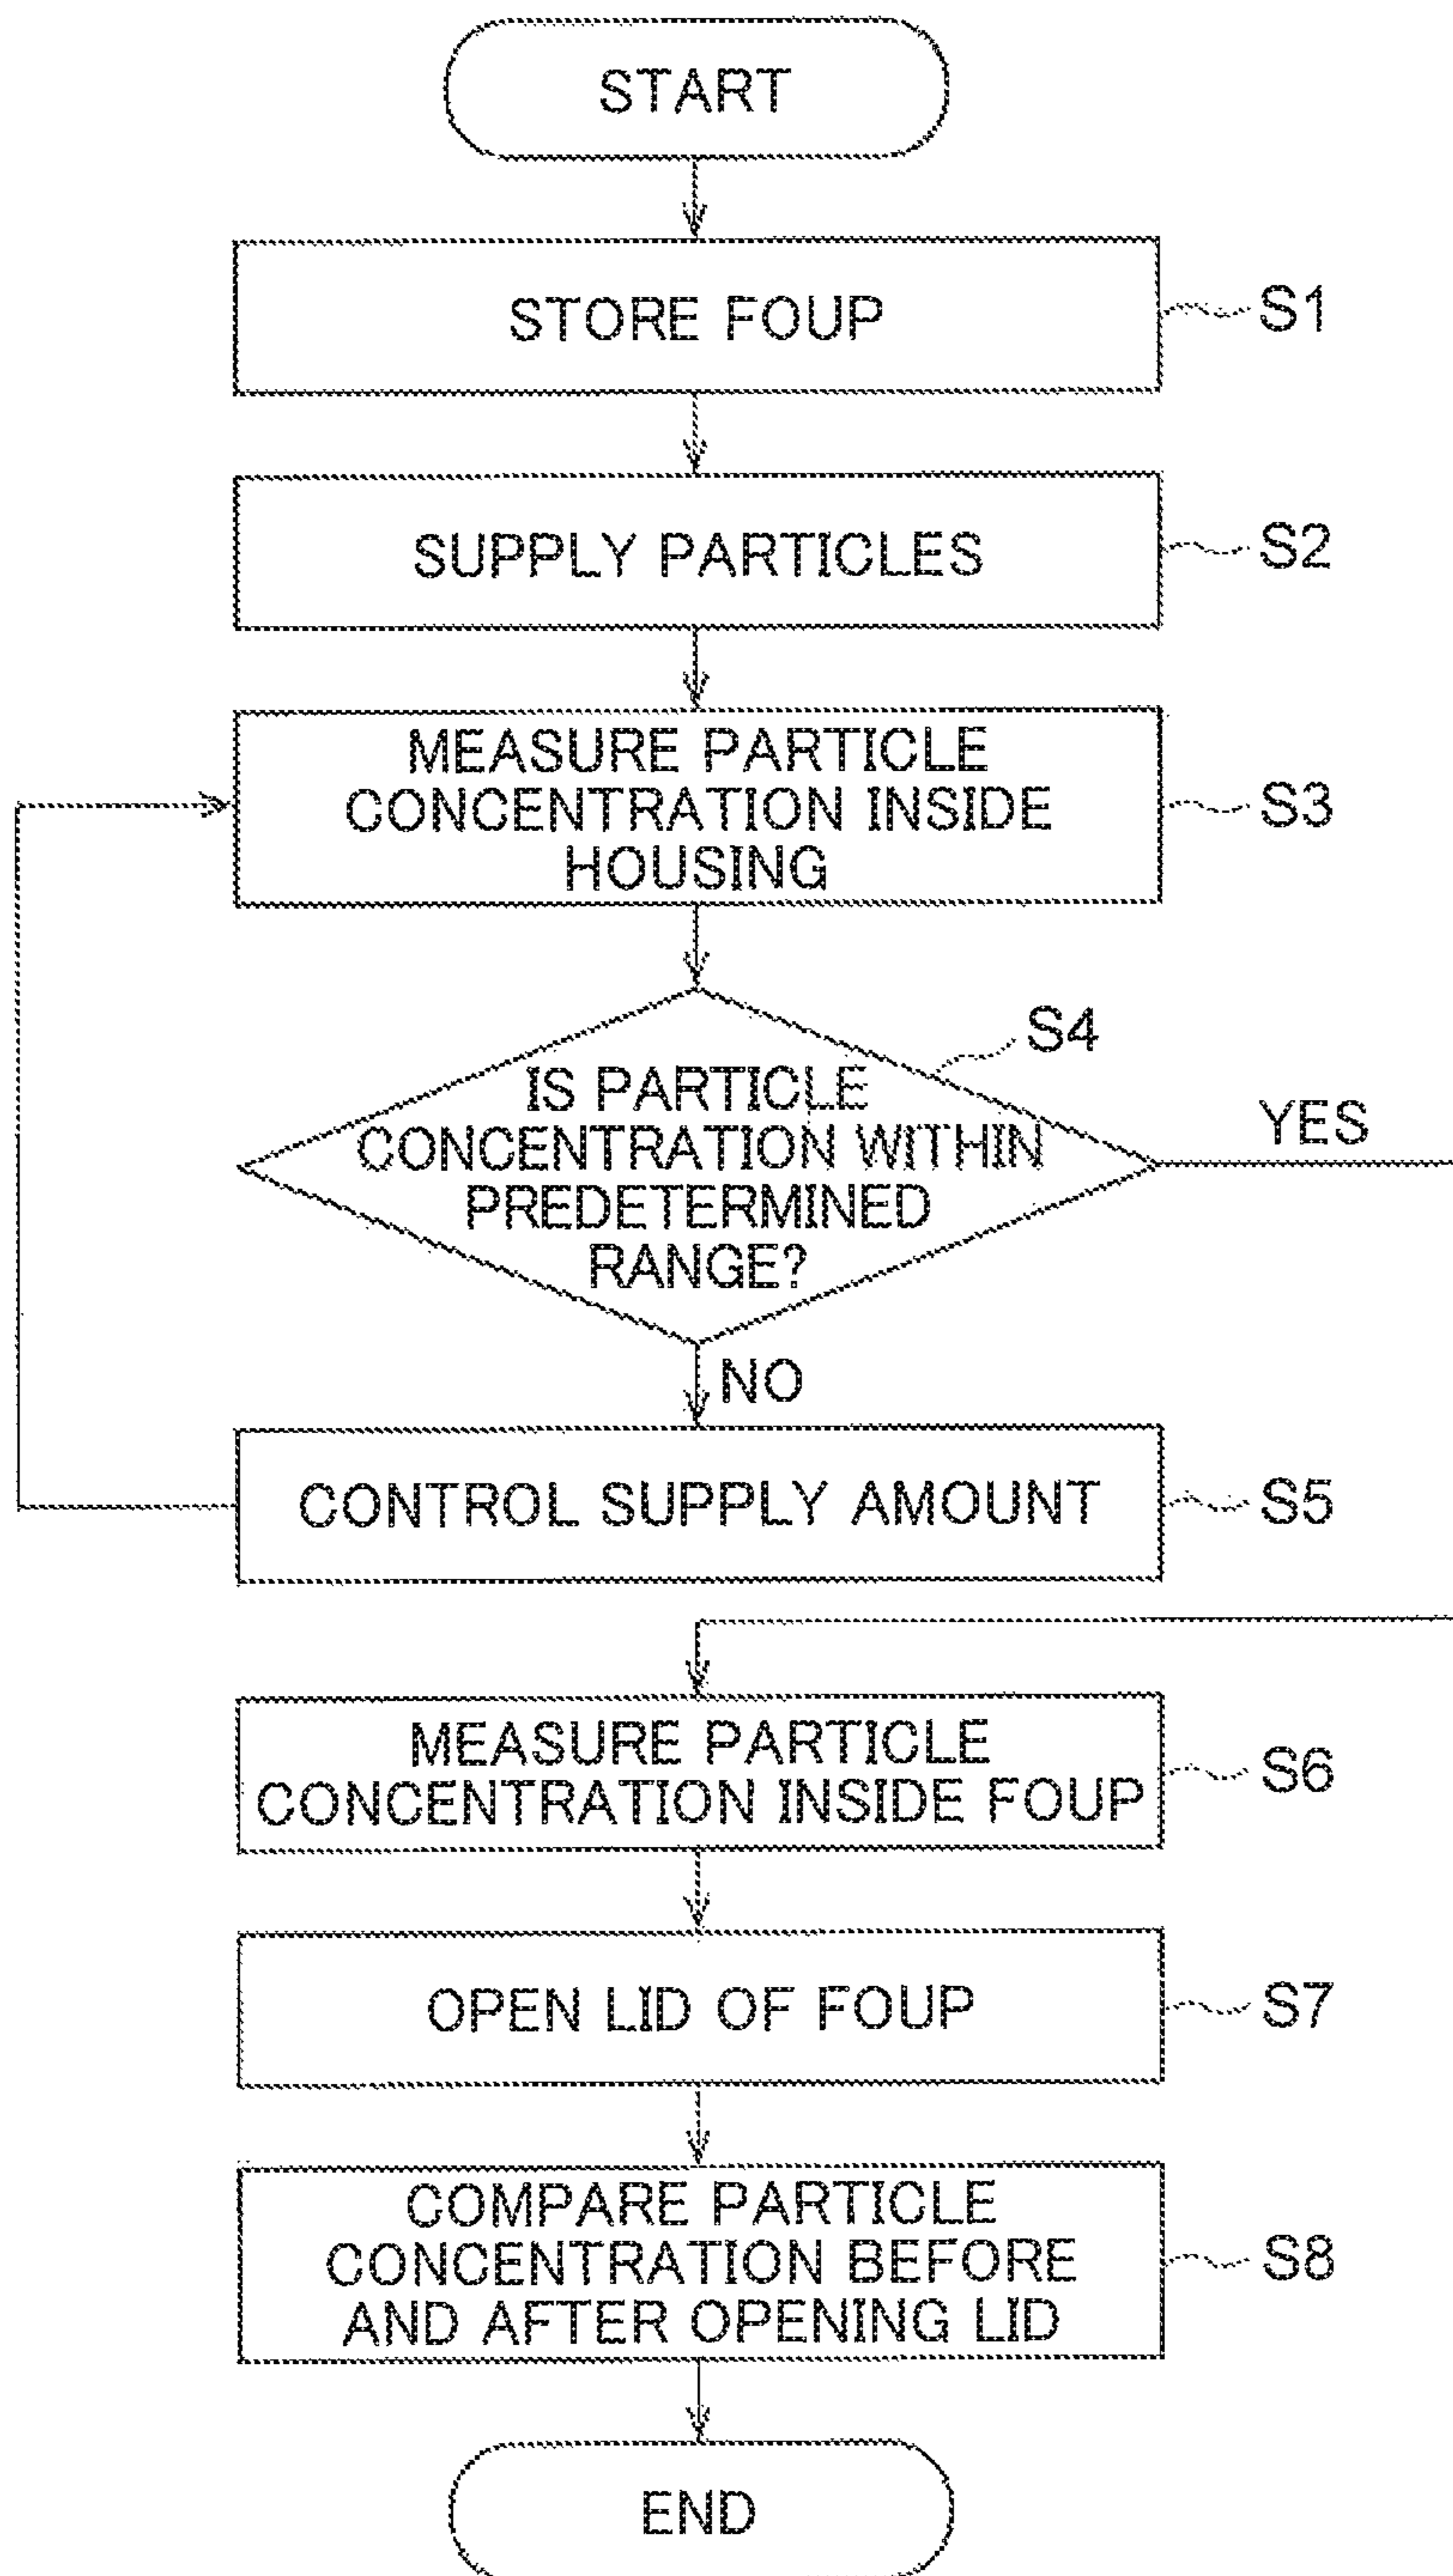 START
STORE FOUP
S1
SUPPLY PARTICLES
S2
MEASURE PARTICLE
CONCENTRATION INSIDE
HOUSING
S3
S4
IS PARTICLE
CONCENTRATION WITHIN
PREDETERMINED
RANGE?
YES
NO
CONTROL SUPPLY AMOUNT
S5
MEASURE PARTICLE
CONCENTRATION INSIDE FOUP
S6
OPEN LID OF FOUP
S7
COMPARE PARTICLE
CONCENTRATION BEFORE
AND AFTER OPENING LID
S8
END